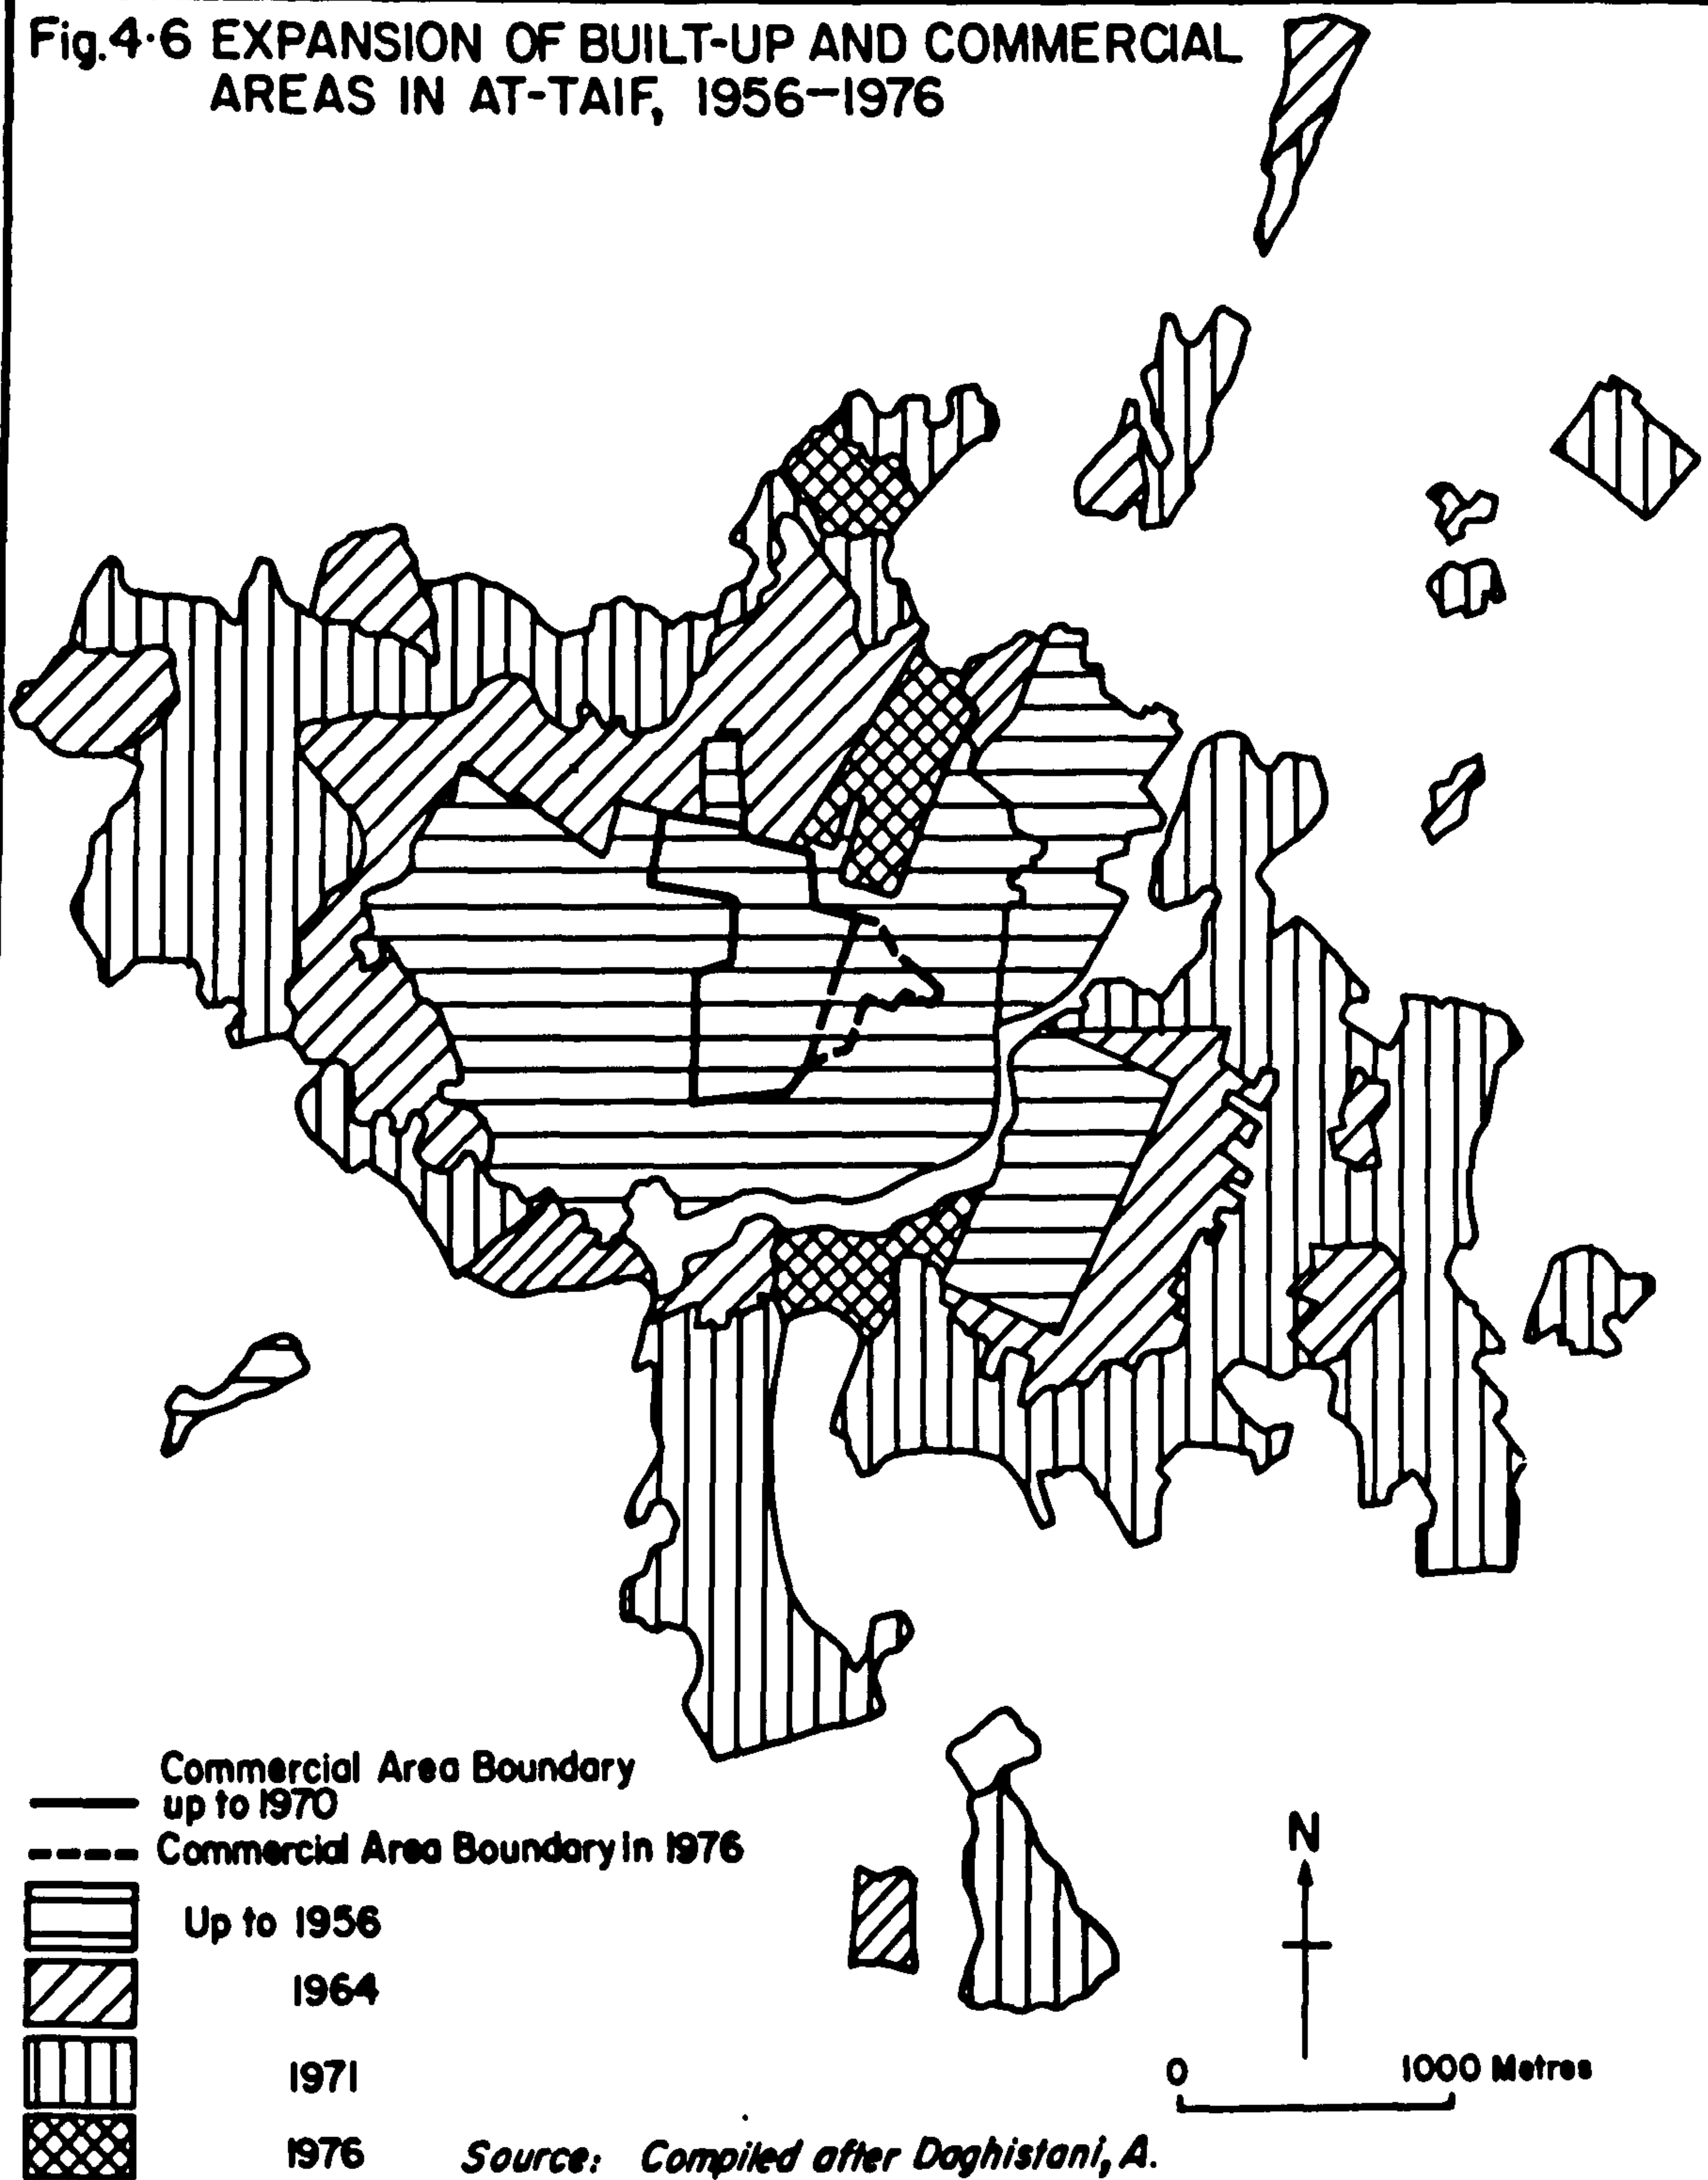 Fig.4·6 EXPANSION OF BUILT-UP AND COMMERCIAL
AREAS IN AT-TAIF, 1956–1976
Commercial Area Boundary
up to 1970
Commercial Area Boundary in 1976
Up to 1956
1964
1971
1976
N
0 1000 Metres
Source: Compiled after Daghistani, A.